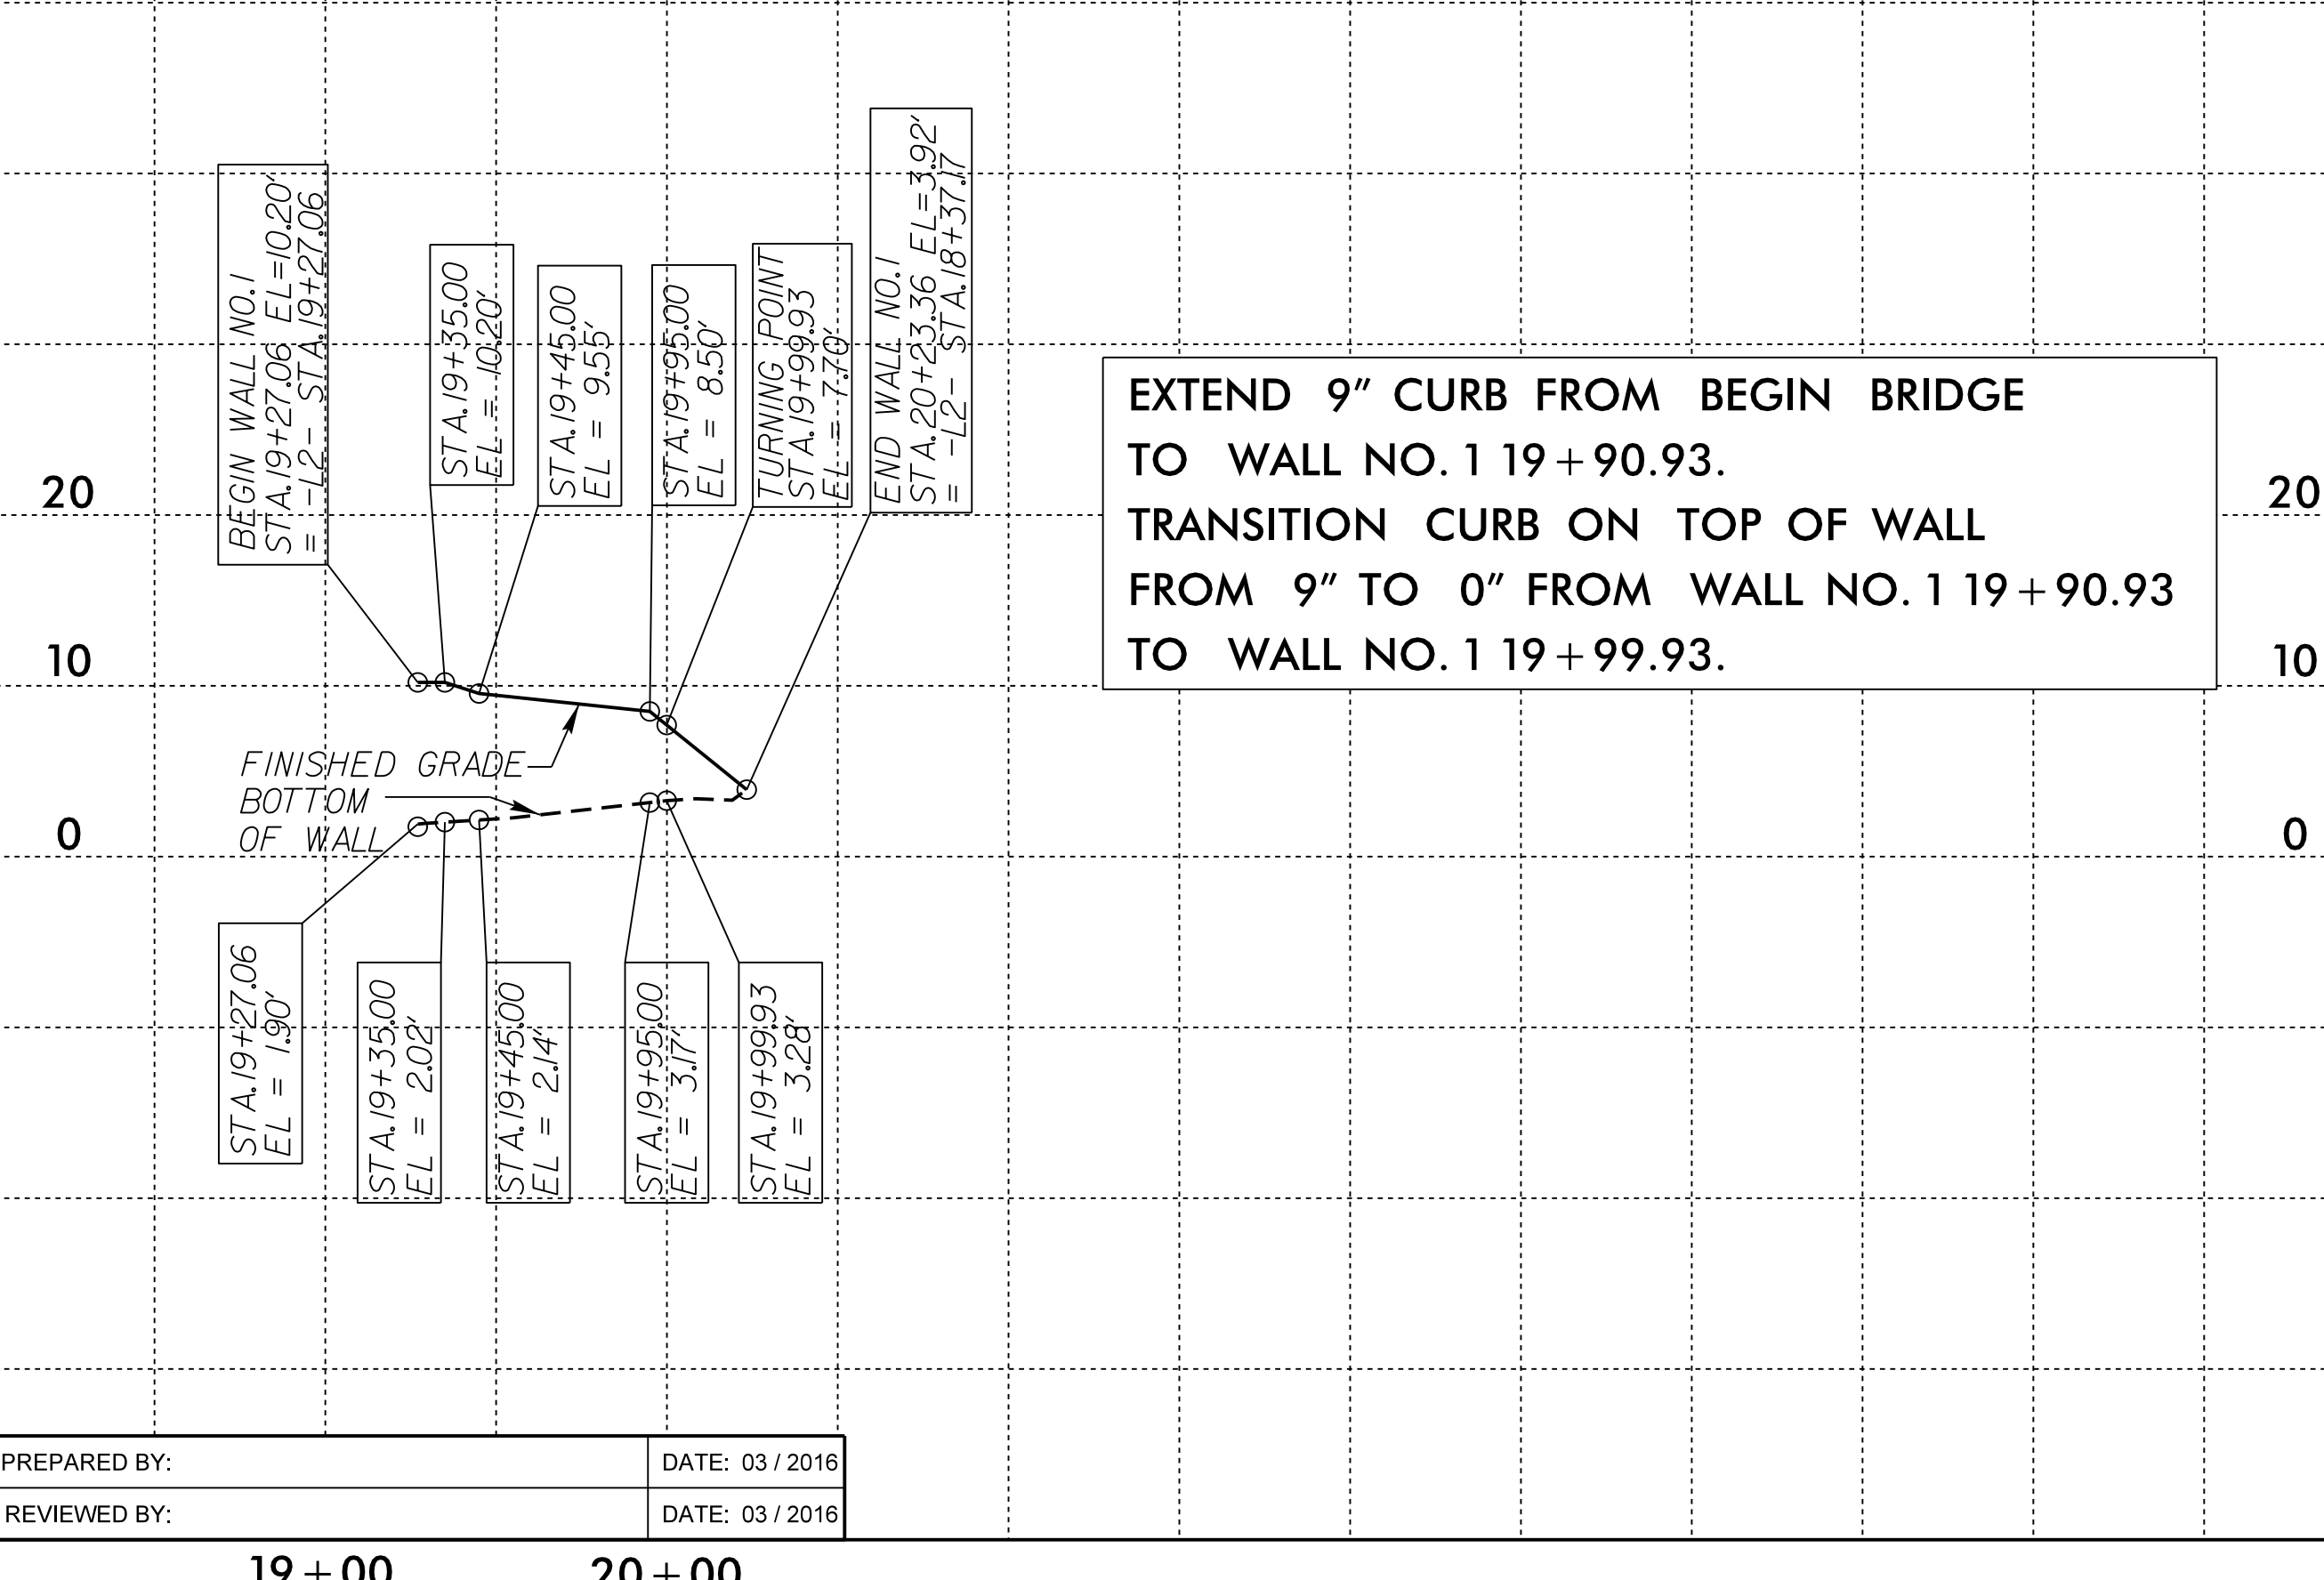 BEGIN WALL NO. 1
STA. 19+27.06 EL=10.20'
= -L2- STA. 19+27.06
STA. 19+35.00
EL = 10.20'
STA. 19+45.00
EL = 9.55'
STA. 19+95.00
EL = 8.50'
TURNING POINT
STA. 19+99.93
EL = 7.70'
END WALL NO. 1
STA. 20+23.36 EL=3.92'
= -L2- STA. 18+37.17
EXTEND 9" CURB FROM BEGIN BRIDGE
TO WALL NO. 1 19+90.93.
TRANSITION CURB ON TOP OF WALL
FROM 9" TO 0" FROM WALL NO. 1 19+90.93
TO WALL NO. 1 19+99.93.
20
20
10
10
FINISHED GRADE
BOTTOM
OF WALL
0
0
STA. 19+27.06
EL = 1.90'
STA. 19+35.00
EL = 2.02'
STA. 19+45.00
EL = 2.14'
STA. 19+95.00
EL = 3.17'
STA. 19+99.93
EL = 3.28'
PREPARED BY:
DATE: 03 / 2016
REVIEWED BY:
DATE: 03 / 2016
19+00
20+00